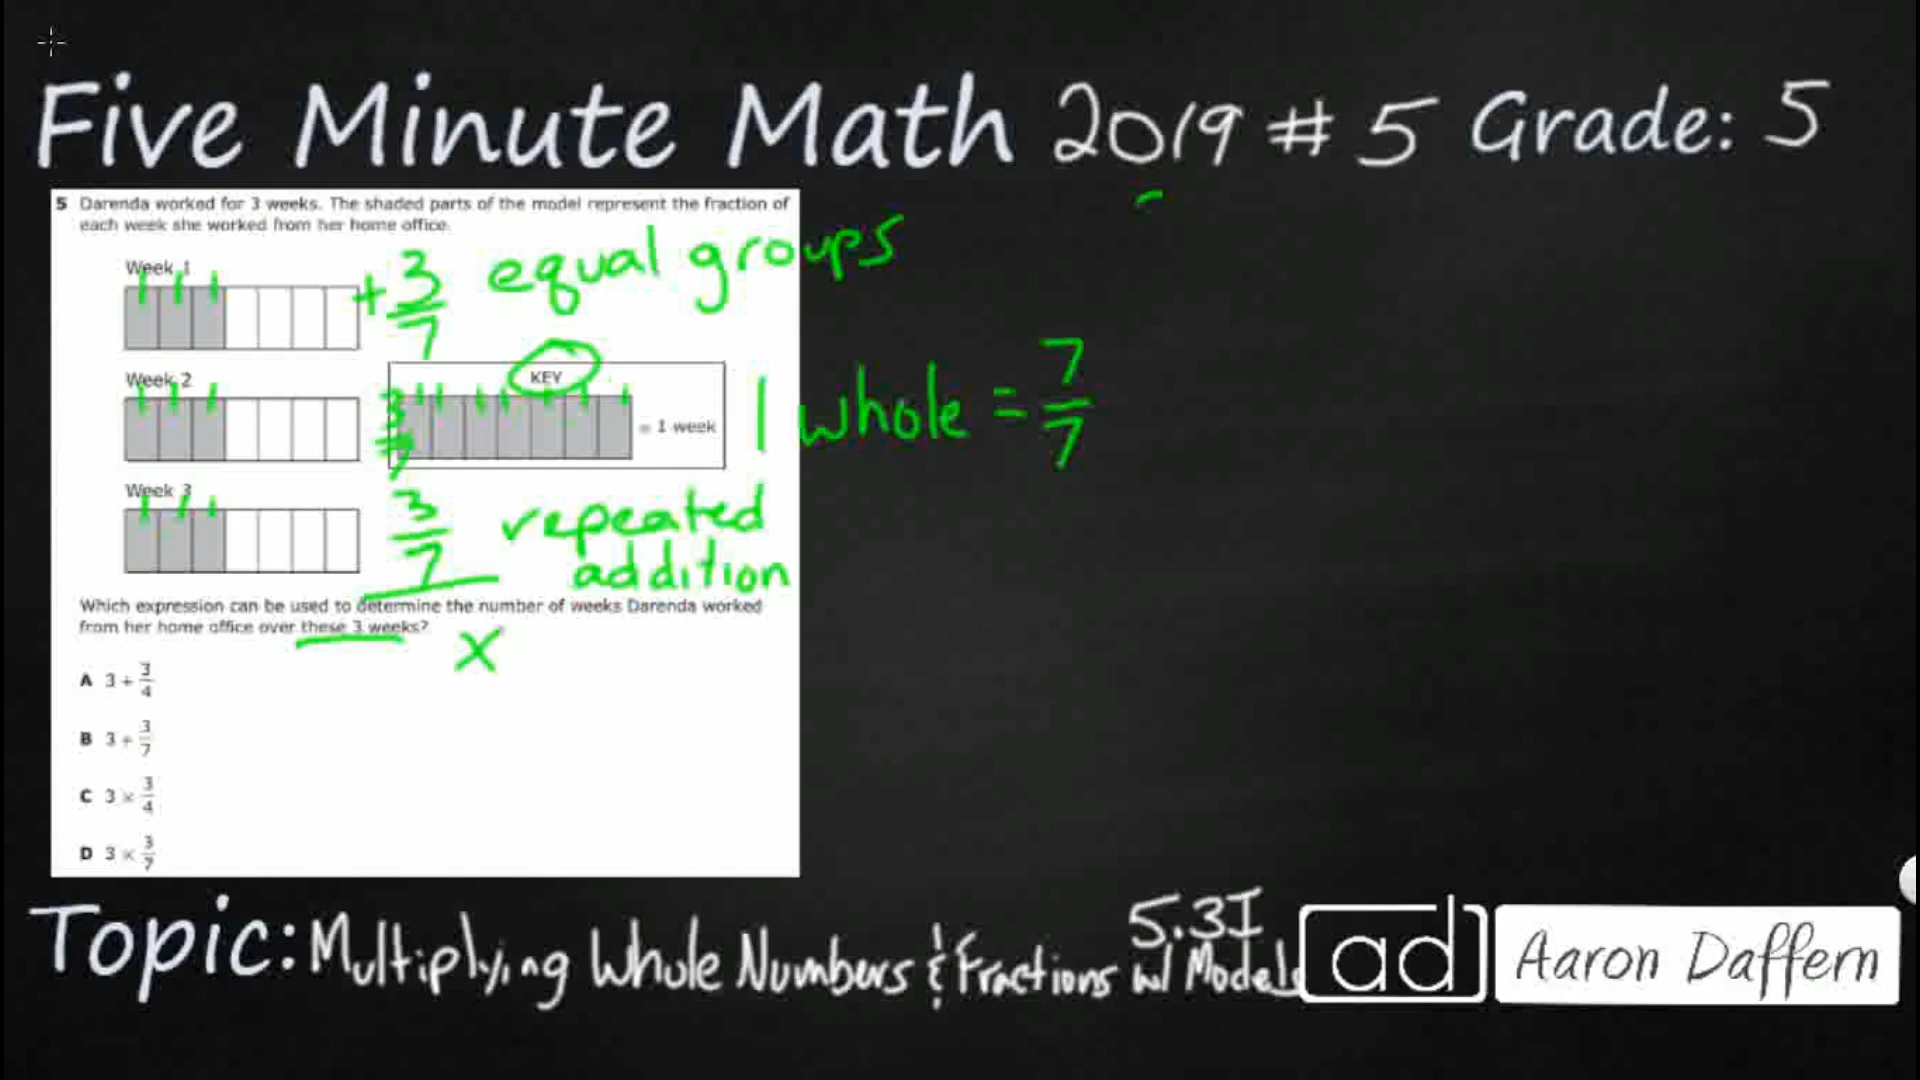 Five Minute Math 2019 # 5 Grade: 5
5 Darenda worked for 3 weeks. The shaded parts of the model represent the fraction of
each week she worked from her home office.
Week 1
+ 3/7 equal groups
Week 2
3/7
KEY
= 1 week
1 whole = 7/7
Week 3
3/7 repeated
addition
Which expression can be used to determine the number of weeks Darenda worked
from her home office over these 3 weeks?
x
A 3 + 3/4
B 3 + 3/7
C 3 × 3/4
D 3 × 3/7
5.3I
Topic: Multiplying Whole Numbers & Fractions w/ Models
ad Aaron Daffern